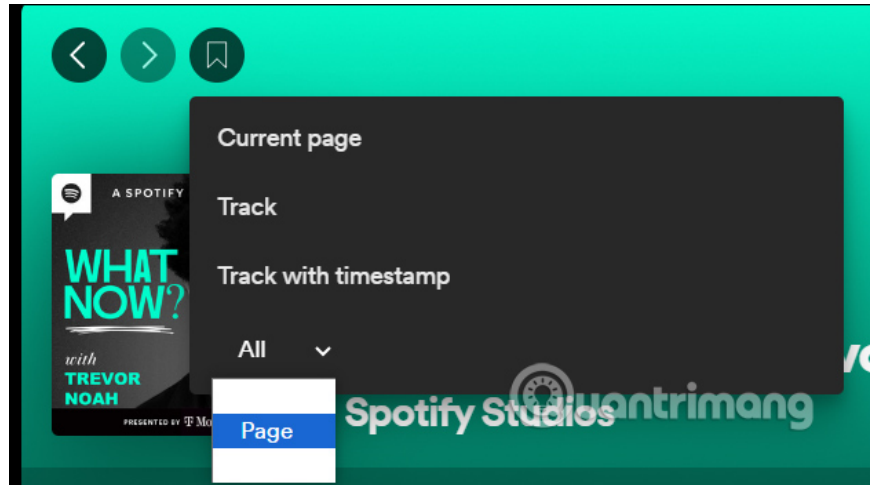 Current page
A SPOTIFY
Track
WHAT
NOW?
Track with timestamp
with
TREVOR
NOAH
All
PRESENTED BY T
Page
Spotify Studios
uantrimang